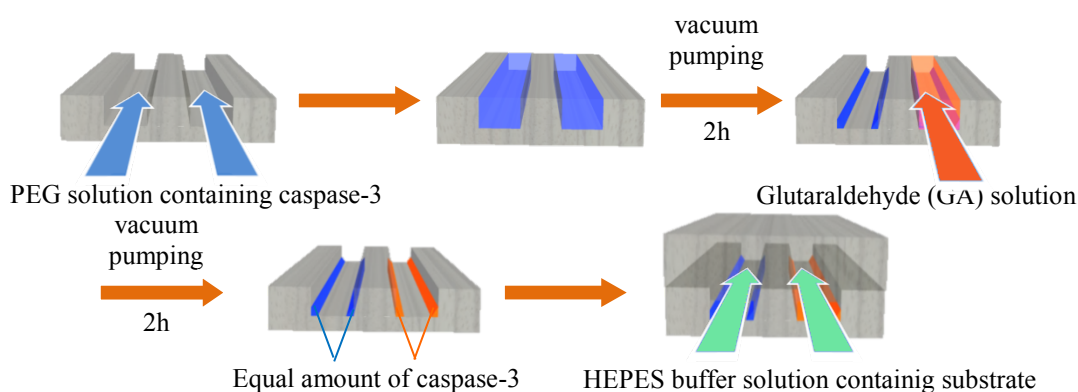 vacuum
pumping
2h
PEG solution containing caspase-3
Glutaraldehyde (GA) solution
vacuum
pumping
2h
Equal amount of caspase-3
HEPES buffer solution containig substrate